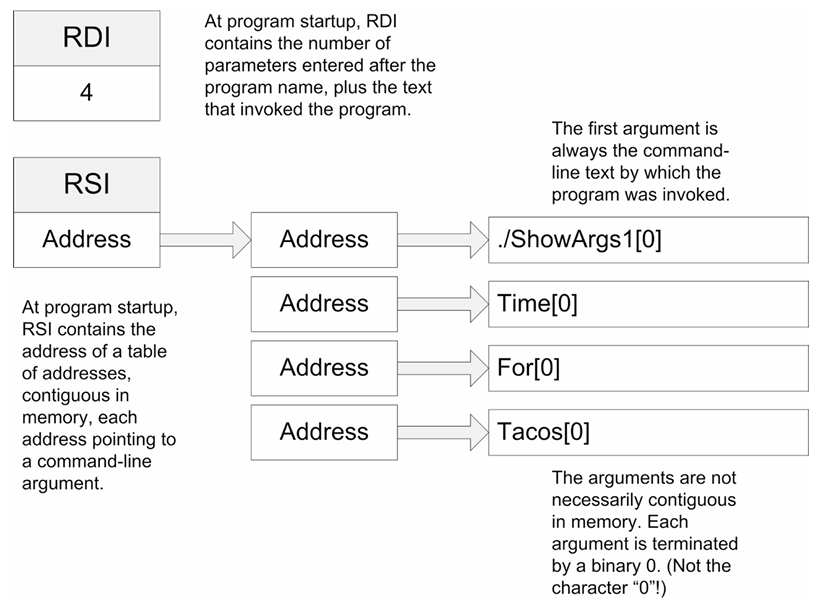 RDI
4
At program startup, RDI
contains the number of
parameters entered after the
program name, plus the text
that invoked the program.
The first argument is
always the command-
line text by which the
program was invoked.
RSI
Address
Address
./ShowArgs1[0]
Address
Time[0]
Address
For[0]
Address
Tacos[0]
At program startup,
RSI contains the
address of a table
of addresses,
contiguous in
memory, each
address pointing to
a command-line
argument.
The arguments are not
necessarily contiguous
in memory. Each
argument is terminated
by a binary 0. (Not the
character “0”!)